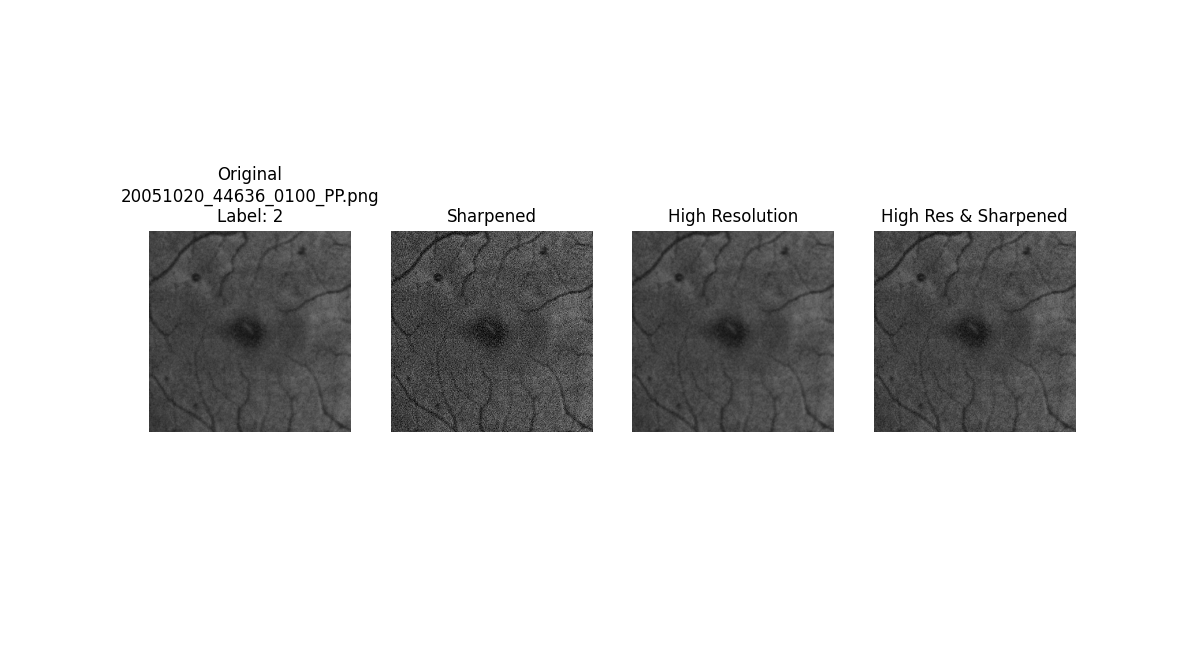 Original
20051020_44636_0100_PP.png
Label: 2
Sharpened
High Resolution
High Res & Sharpened